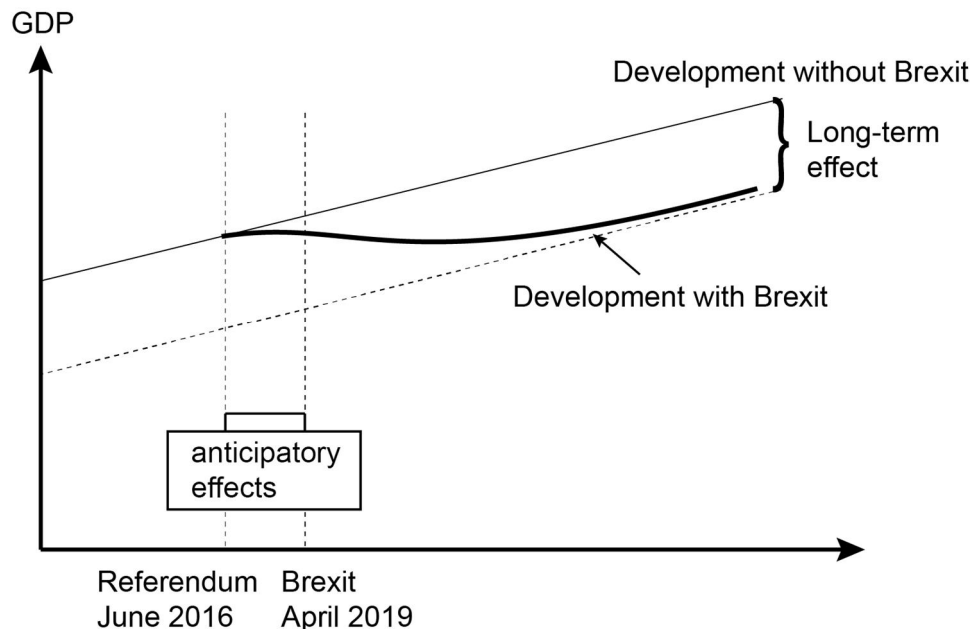 GDP
Development without Brexit
Long-term
effect
Development with Brexit
anticipatory
effects
Referendum
June 2016
Brexit
April 2019